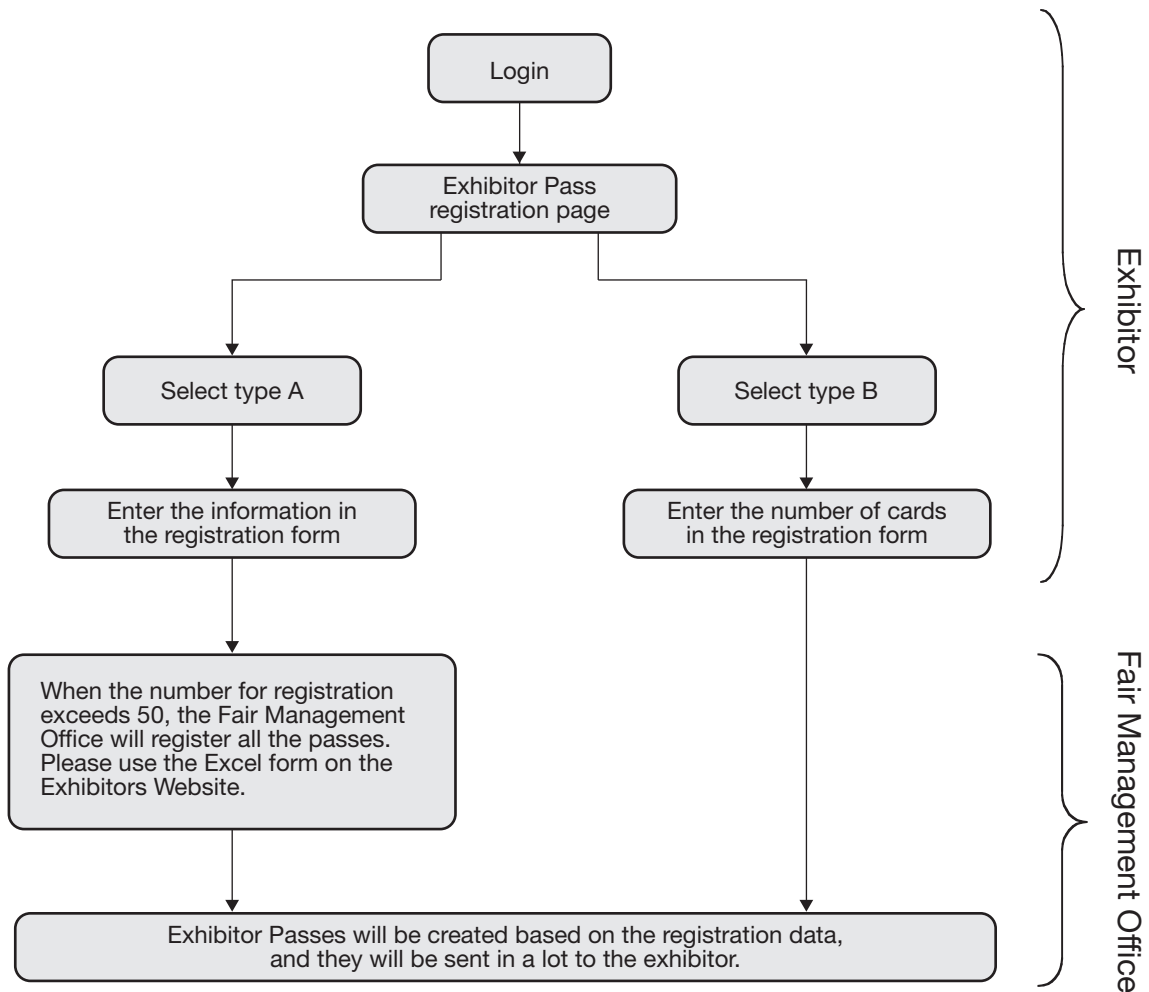 Login
Exhibitor Pass
registration page
Select type A
Select type B
Enter the information in
the registration form
Enter the number of cards
in the registration form
Exhibitor
When the number for registration
exceeds 50, the Fair Management
Office will register all the passes.
Please use the Excel form on the
Exhibitors Website.
Exhibitor Passes will be created based on the registration data,
and they will be sent in a lot to the exhibitor.
Fair Management Office